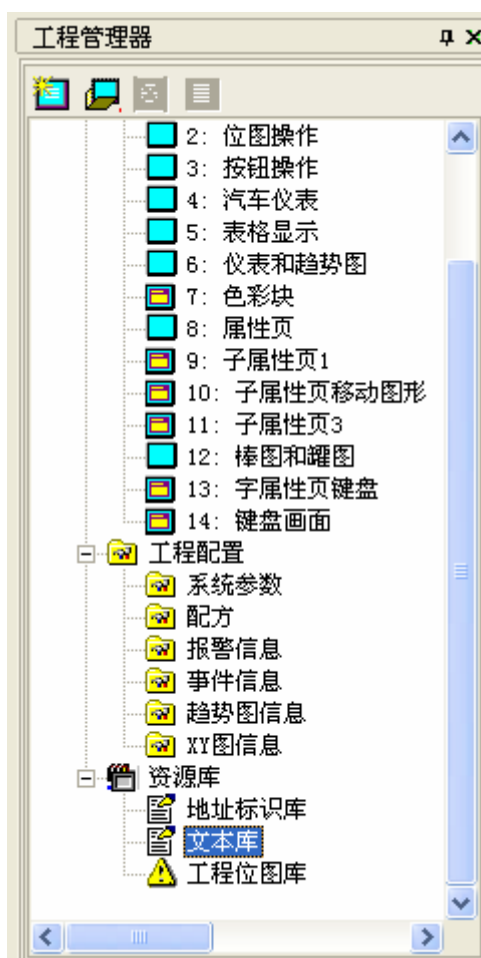 工程管理器
2: 位图操作
3: 按钮操作
4: 汽车仪表
5: 表格显示
6: 仪表和趋势图
7: 色彩块
8: 属性页
9: 子属性页1
10: 子属性页移动图形
11: 子属性页3
12: 棒图和罐图
13: 字属性页键盘
14: 键盘画面
工程配置
系统参数
配方
报警信息
事件信息
趋势图信息
XY图信息
资源库
地址标识库
文本库
工程位图库